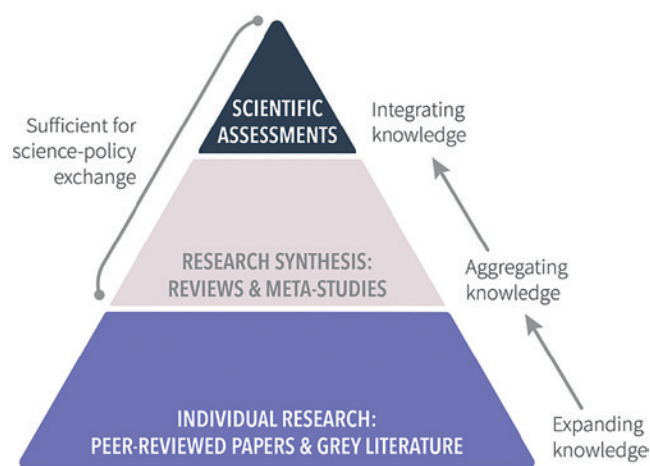 SCIENTIFIC
ASSESSMENTS
Integrating
knowledge
Sufficient for
science-policy
exchange
RESEARCH SYNTHESIS:
REVIEWS & META-STUDIES
Aggregating
knowledge
INDIVIDUAL RESEARCH:
PEER-REVIEWED PAPERS & GREY LITERATURE
Expanding
knowledge